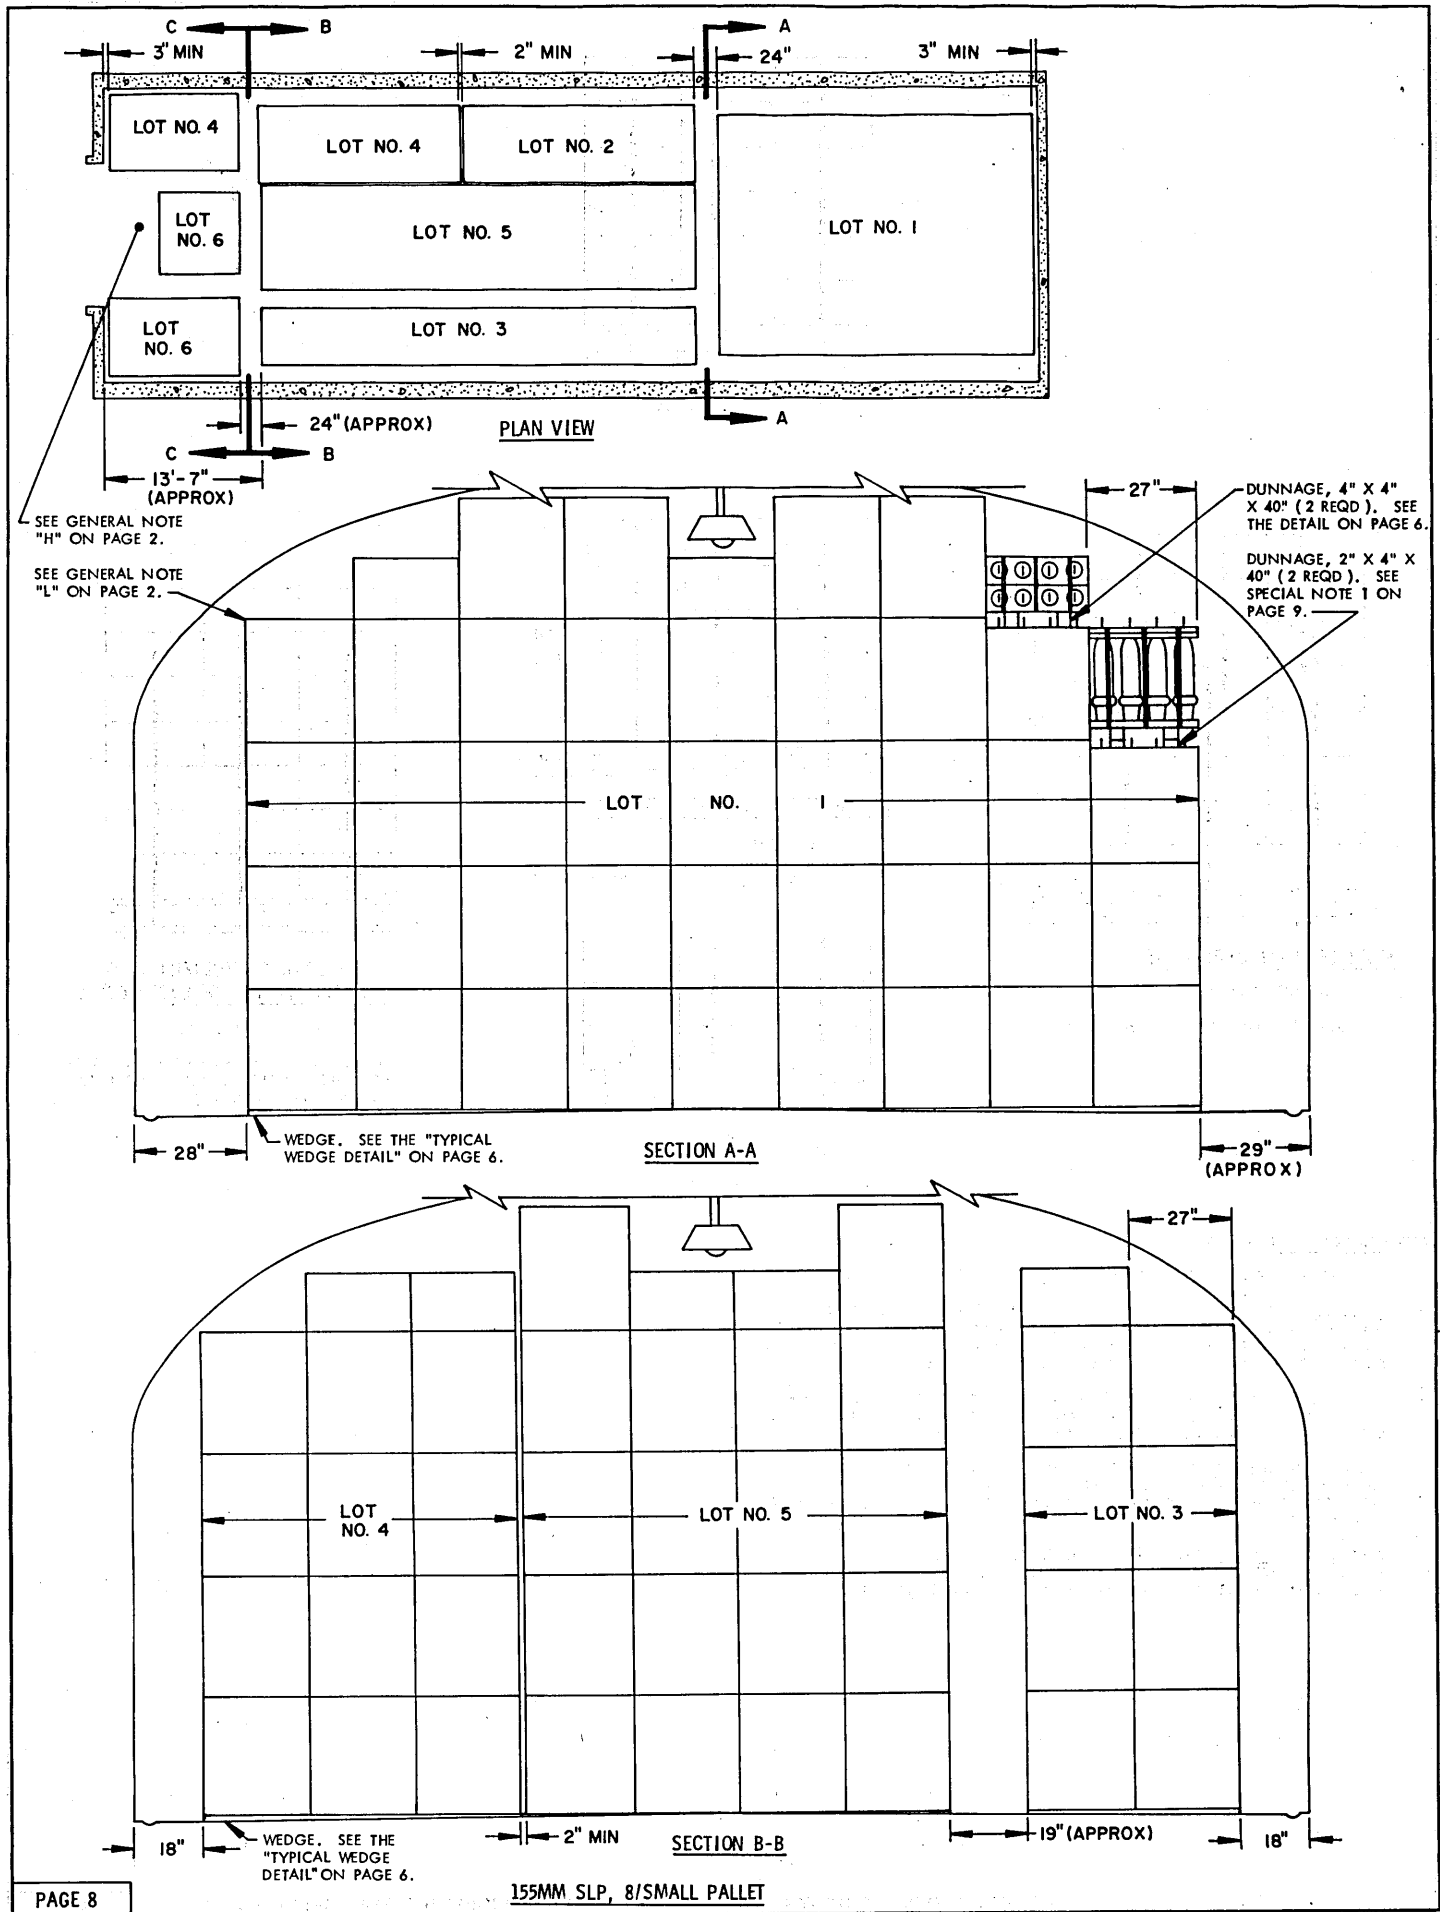 C B A
3" MIN 2" MIN 24" 3" MIN
LOT NO. 4
LOT NO. 4
LOT NO. 2
LOT
NO. 6
LOT NO. 5
LOT NO. 1
LOT
NO. 6
LOT NO. 3
24" (APPROX)
PLAN VIEW
A
C B
13'-7"
(APPROX)
SEE GENERAL NOTE
"H" ON PAGE 2.
SEE GENERAL NOTE
"L" ON PAGE 2.
27"
DUNNAGE, 4" X 4"
X 40" (2 REQD). SEE
THE DETAIL ON PAGE 6.
DUNNAGE, 2" X 4" X
40" (2 REQD). SEE
SPECIAL NOTE 1 ON
PAGE 9.
LOT NO. 1
28"
WEDGE. SEE THE "TYPICAL
WEDGE DETAIL" ON PAGE 6.
SECTION A-A
29"
(APPROX)
27"
LOT
NO. 4
LOT NO. 5
LOT NO. 3
18"
WEDGE. SEE THE
"TYPICAL WEDGE
DETAIL" ON PAGE 6.
2" MIN
SECTION B-B
19" (APPROX)
18"
PAGE 8
155MM SLP, 8/SMALL PALLET